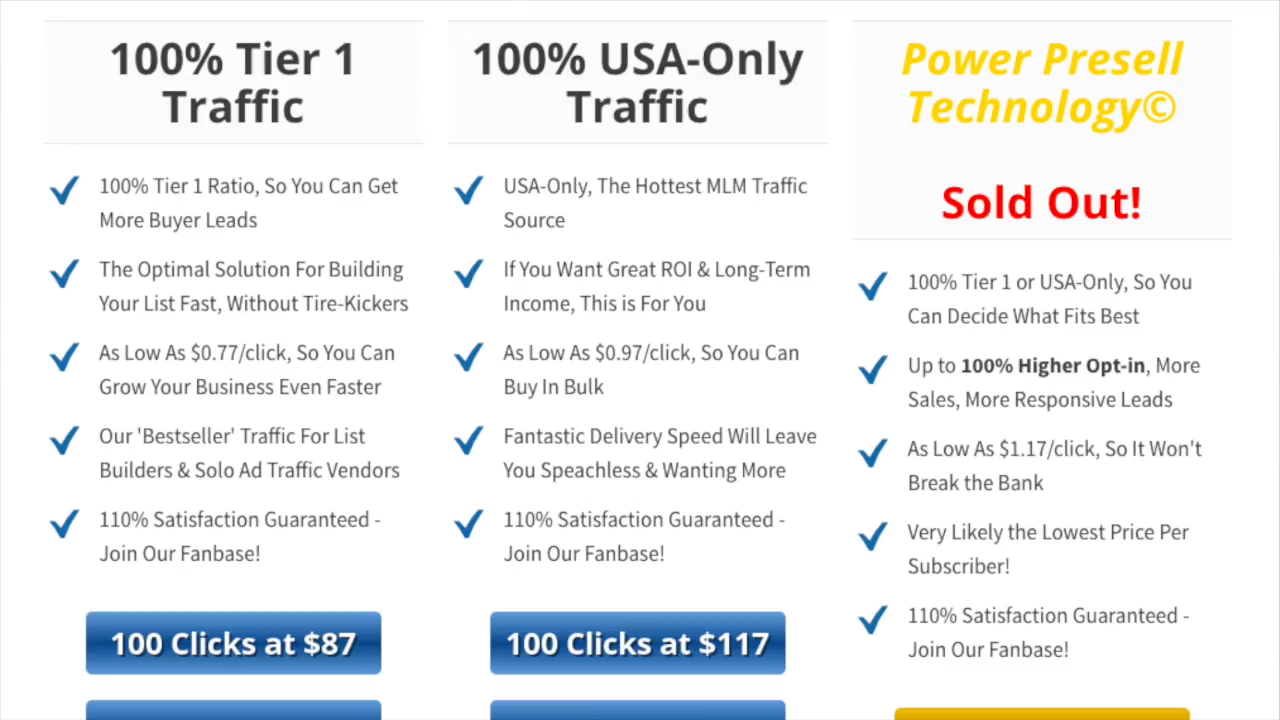 100% Tier 1
Traffic
100% Tier 1 Ratio, So You Can Get
More Buyer Leads
The Optimal Solution For Building
Your List Fast, Without Tire-Kickers
As Low As $0.77/click, So You Can
Grow Your Business Even Faster
Our 'Bestseller' Traffic For List
Builders & Solo Ad Traffic Vendors
110% Satisfaction Guaranteed -
Join Our Fanbase!
100 Clicks at $87
100% USA-Only
Traffic
USA-Only, The Hottest MLM Traffic
Source
If You Want Great ROI & Long-Term
Income, This is For You
As Low As $0.97/click, So You Can
Buy In Bulk
Fantastic Delivery Speed Will Leave
You Speachless & Wanting More
110% Satisfaction Guaranteed -
Join Our Fanbase!
100 Clicks at $117
Power Presell
Technology©
Sold Out!
100% Tier 1 or USA-Only, So You
Can Decide What Fits Best
Up to 100% Higher Opt-in, More
Sales, More Responsive Leads
As Low As $1.17/click, So It Won't
Break the Bank
Very Likely the Lowest Price Per
Subscriber!
110% Satisfaction Guaranteed -
Join Our Fanbase!